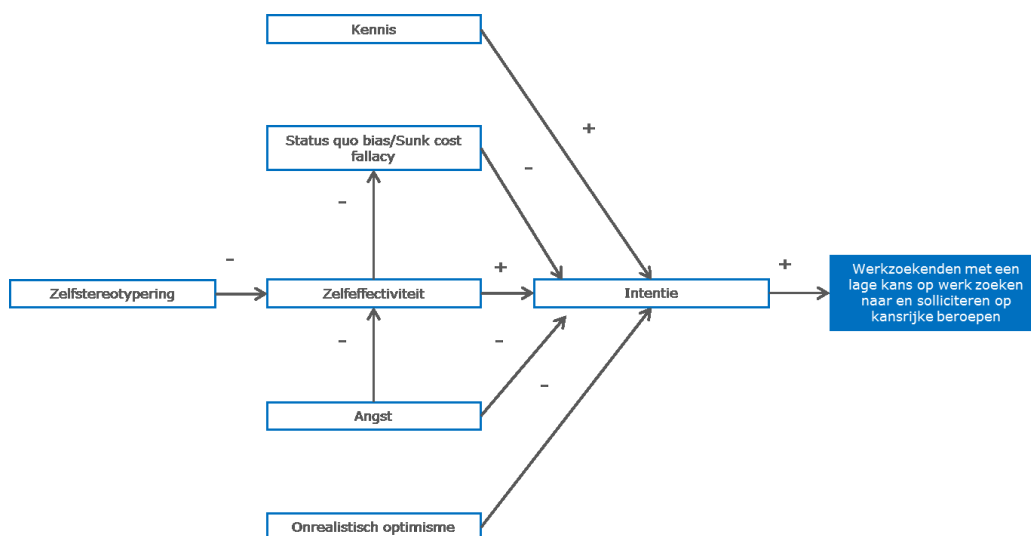 Kennis
+
Status quo bias/Sunk cost
fallacy
-
-
-
+
+
Zelfstereotypering
Zelfeffectiviteit
Intentie
Werkzoekenden met een
lage kans op werk zoeken
naar en solliciteren op
kansrijke beroepen
-
-
-
Angst
Onrealistisch optimisme